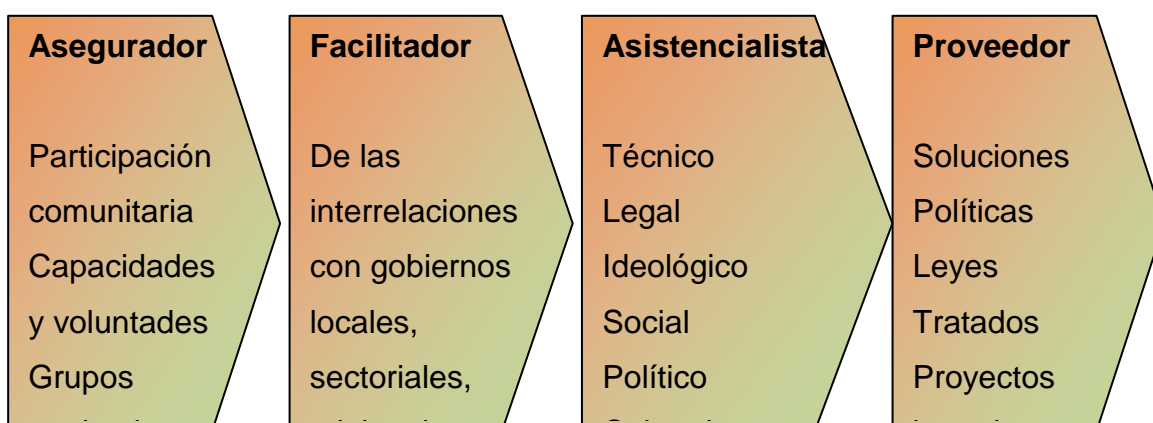 Asegurador
Participación
comunitaria
Capacidades
y voluntades
Grupos
Facilitador
De las
interrelaciones
con gobiernos
locales,
sectoriales,
Asistencialista
Técnico
Legal
Ideológico
Social
Político
Proveedor
Soluciones
Políticas
Leyes
Tratados
Proyectos